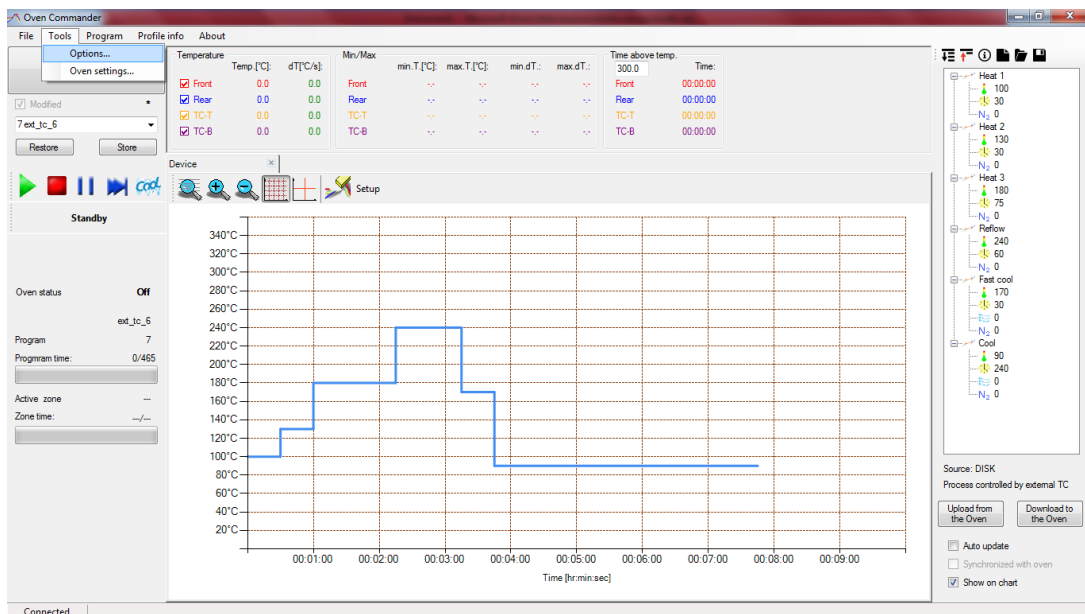 Oven Commander
File Tools Program Profile info About
Options...
Oven settings...
Modified *
7 ext_tc_6
Restore Store
Standby
Oven status Off
ext_tc_6
Program 7
Progmram time: 0/465
Active zone ---
Zone time: ---/---
Temperature
Temp.[°C]: dT[°C/s]:
Front 0.0 0.0
Rear 0.0 0.0
TC-T 0.0 0.0
TC-B 0.0 0.0
Min/Max
min.T.[°C]: max.T.[°C]: min.dT.: max.dT.:
Front -.- -.- -.- -.-
Rear -.- -.- -.- -.-
TC-T -.- -.- -.- -.-
TC-B -.- -.- -.- -.-
Time above temp.
300.0 Time:
Front 00:00:00
Rear 00:00:00
TC-T 00:00:00
TC-B 00:00:00
Device ×
Cool
Setup
340°C
320°C
300°C
280°C
260°C
240°C
220°C
200°C
180°C
160°C
140°C
120°C
100°C
80°C
60°C
40°C
20°C
00:01:00 00:02:00 00:03:00 00:04:00 00:05:00 00:06:00 00:07:00 00:08:00 00:09:00
Time [hr:min:sec]
Heat 1
100
30
N₂ 0
Heat 2
130
30
N₂ 0
Heat 3
180
75
N₂ 0
Reflow
240
60
N₂ 0
Fast cool
170
30
0
N₂ 0
Cool
90
240
0
N₂ 0
Source: DISK
Process controlled by external TC
Upload from
the Oven
Download to
the Oven
Auto update
Synchronized with oven
Show on chart
Connected